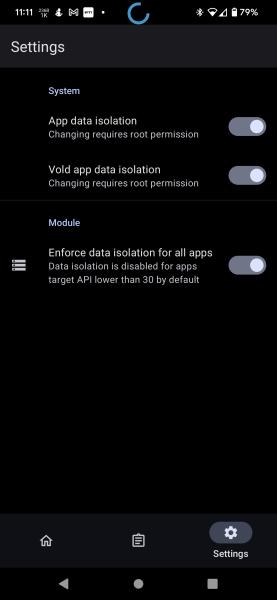 11:11
79%
Settings
System
App data isolation
Changing requires root permission
Vold app data isolation
Changing requires root permission
Module
Enforce data isolation for all apps
Data isolation is disabled for apps
target API lower than 30 by default
Settings